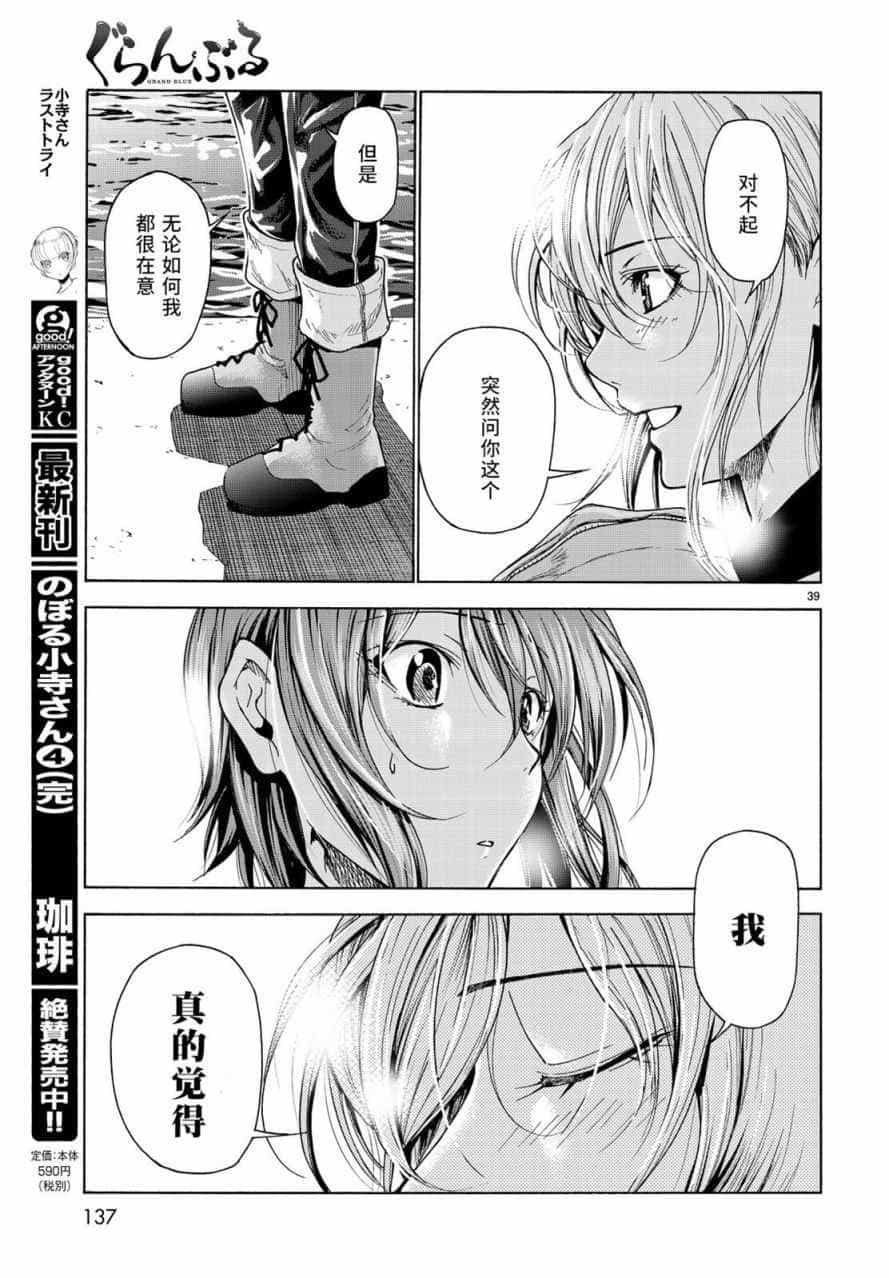 ぐらんぶる
GRAND BLUE
対不起
突然问你这个
但是
无论如何我
都很在意
39
我
真的觉得
小寺さん
ラストトライ
good!
AFTERNOON
good!
アフタヌーン
KC
最新刊
のぼる小寺さん❹(完)
珈琲
絶賛発売中!!
定価:本体
590円
(税別)
137